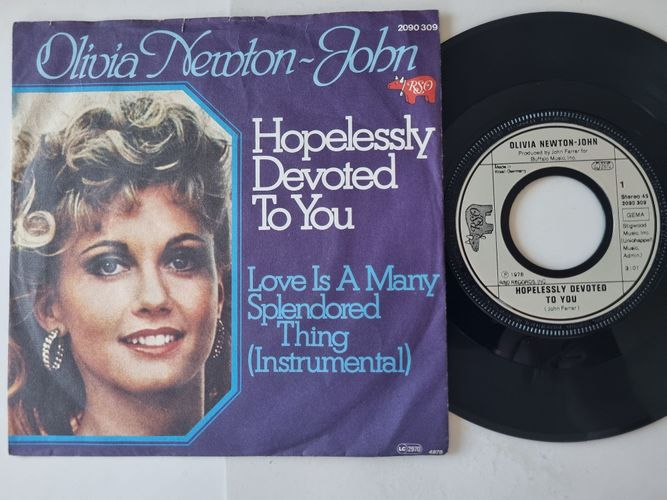 2090 309
Olivia Newton-John
RSO
Hopelessly
Devoted
To You
Love Is A Many
Splendored
Thing
(Instrumental)
LC 2970
4878
OLIVIA NEWTON-JOHN
Produced by John Farrar for
Buffalo Music, Inc.
Made in
West Germany
1
Stereo 45
2090 309
GEMA
Stigwood
Music, Inc.
(Unichappell
Music,
Admin.)
3:01
RSO
℗ 1978
RSO RECORDS, INC.
HOPELESSLY DEVOTED
TO YOU
(John Farrar)